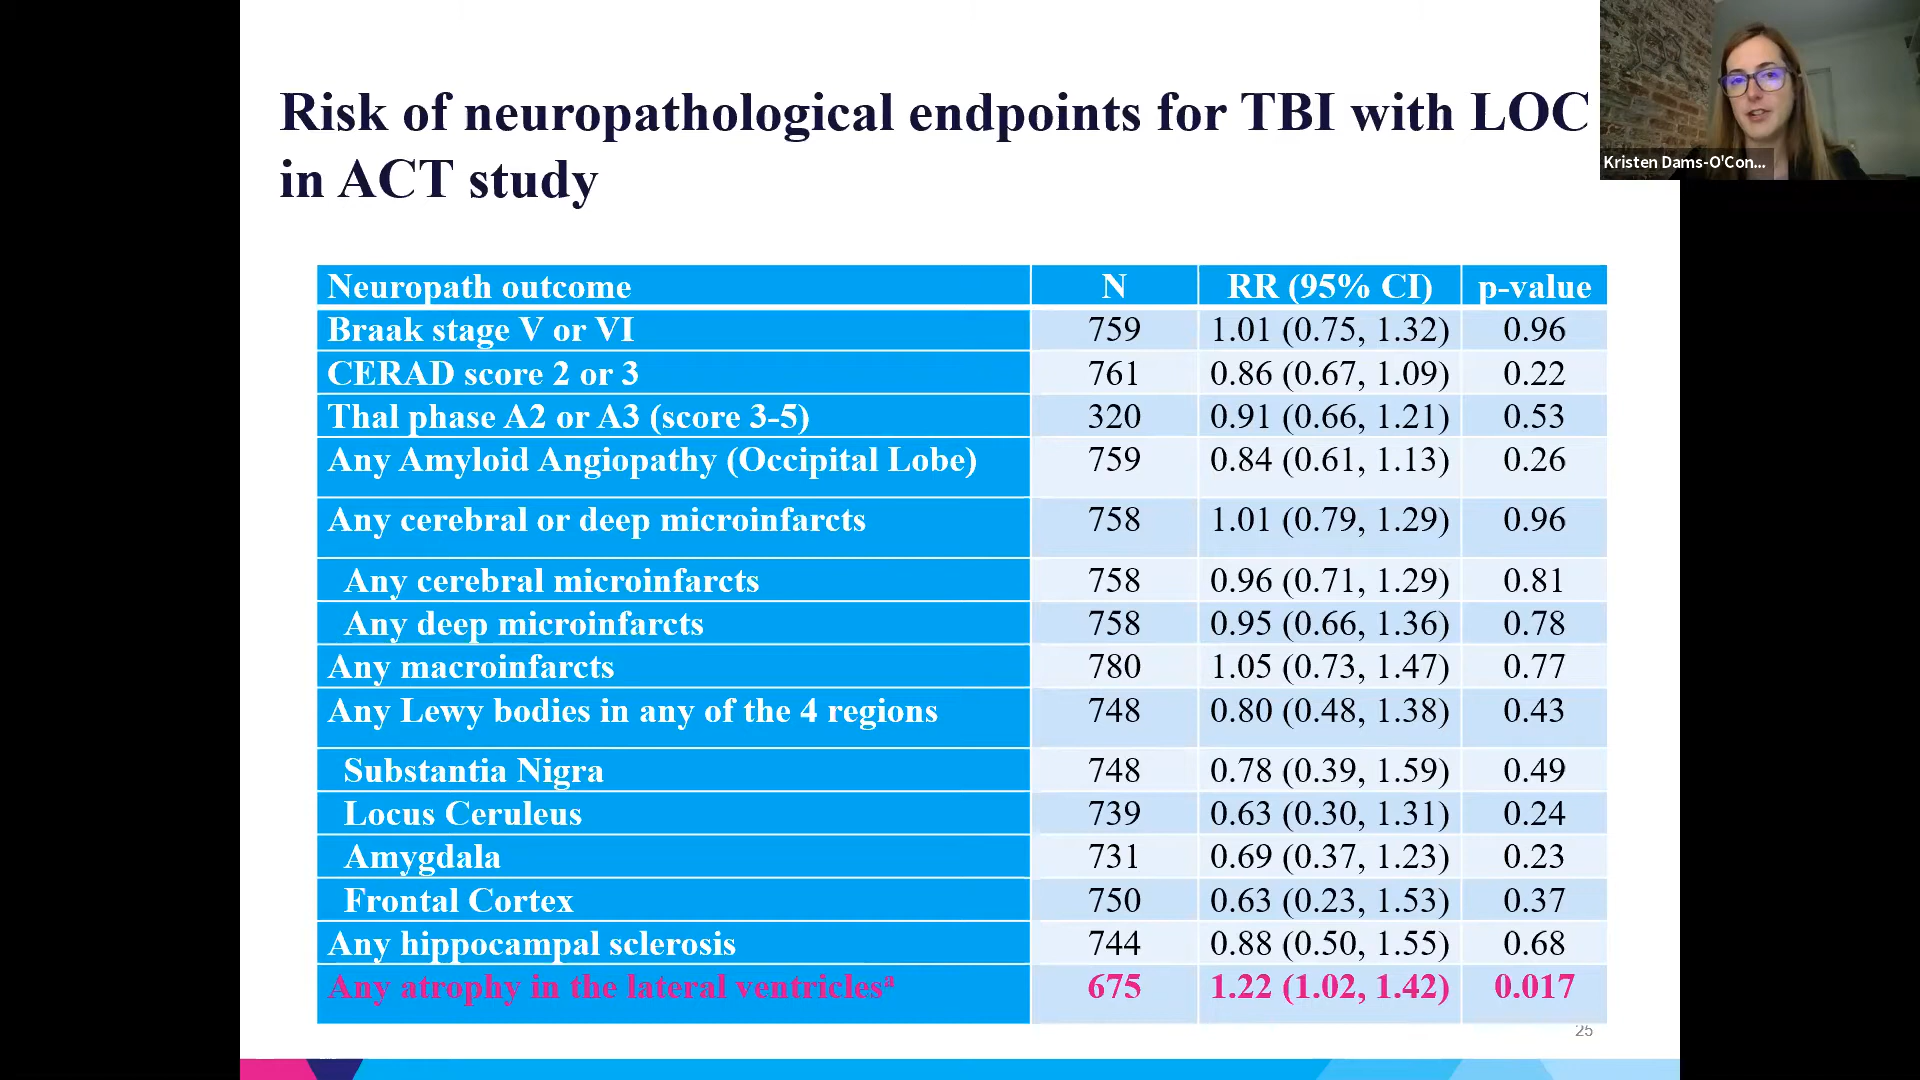 Risk of neuropathological endpoints for TBI with LOC
in ACT study
Kristen Dams-O'Con...
Neuropath outcome N RR (95% CI) p-value
Braak stage V or VI 759 1.01 (0.75, 1.32) 0.96
CERAD score 2 or 3 761 0.86 (0.67, 1.09) 0.22
Thal phase A2 or A3 (score 3-5) 320 0.91 (0.66, 1.21) 0.53
Any Amyloid Angiopathy (Occipital Lobe) 759 0.84 (0.61, 1.13) 0.26
Any cerebral or deep microinfarcts 758 1.01 (0.79, 1.29) 0.96
Any cerebral microinfarcts 758 0.96 (0.71, 1.29) 0.81
Any deep microinfarcts 758 0.95 (0.66, 1.36) 0.78
Any macroinfarcts 780 1.05 (0.73, 1.47) 0.77
Any Lewy bodies in any of the 4 regions 748 0.80 (0.48, 1.38) 0.43
Substantia Nigra 748 0.78 (0.39, 1.59) 0.49
Locus Ceruleus 739 0.63 (0.30, 1.31) 0.24
Amygdala 731 0.69 (0.37, 1.23) 0.23
Frontal Cortex 750 0.63 (0.23, 1.53) 0.37
Any hippocampal sclerosis 744 0.88 (0.50, 1.55) 0.68
Any atrophy in the lateral ventriclesª 675 1.22 (1.02, 1.42) 0.017
25